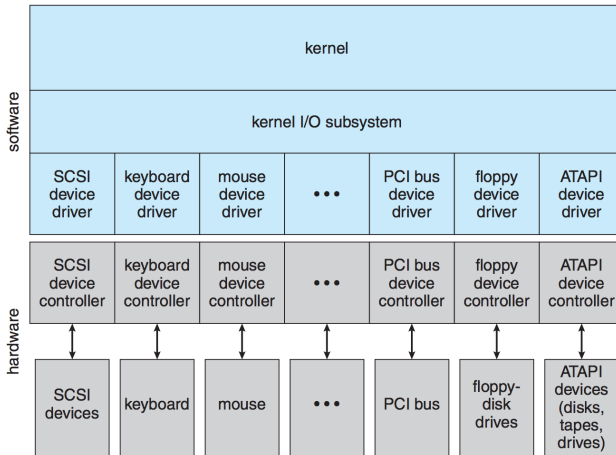 kernel
kernel I/O subsystem
software
SCSI
device
driver
keyboard
device
driver
mouse
device
driver
•••
PCI bus
device
driver
floppy
device
driver
ATAPI
device
driver
hardware
SCSI
device
controller
keyboard
device
controller
mouse
device
controller
•••
PCI bus
device
controller
floppy
device
controller
ATAPI
device
controller
SCSI
devices
keyboard
mouse
•••
PCI bus
floppy-
disk
drives
ATAPI
devices
(disks,
tapes,
drives)